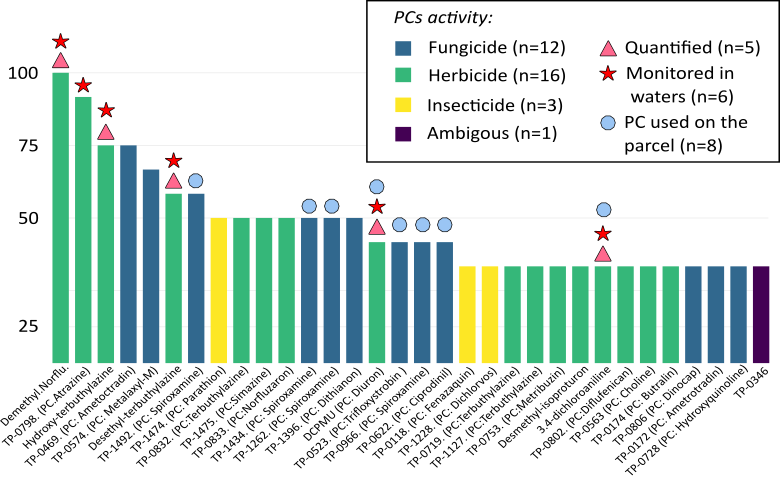 PCs activity:
Fungicide (n=12)
Herbicide (n=16)
Insecticide (n=3)
Ambigous (n=1)
Quantified (n=5)
Monitored in
waters (n=6)
PC used on the
parcel (n=8)
100
75
50
25
Demethyl.Norflu.
TP-0798. (PC.Atrazine)
Hydroxy-terbuthylazine
TP-0469. (PC: Ametoctradin)
TP-0574. (PC: Metalaxyl-M)
Desethyl-terbuthylazine
TP-1492. (PC: Spiroxamine)
TP-1474. (PC: Parathion)
TP-0832. (PC:Terbuthylazine)
TP-1475. (PC:Simazine)
TP-0833. (PC:Norfluzaron)
TP-1434. (PC: Spiroxamine)
TP-1262. (PC: Spiroxamine)
TP-1396. (PC: Dithianon)
DCPMU (PC: Diuron)
TP-0523. (PC:Trifloxystrobin )
TP-0966. (PC: Spiroxamine)
TP-0622. (PC: Ciprodinil)
TP-0118. (PC: Fenazaquin)
TP-1228. (PC: Dichlorvos)
TP-0719. (PC: Terbutylazine)
TP-1127. (PC:Terbuthylazine)
TP-0753. (PC:Metribuzin)
Desmethyl-isoproturon
3.4-dichloroaniline
TP-0802. (PC:Diflufenican)
TP-0563 (PC: Choline)
TP-0174 (PC: Butralin)
TP-0806 (PC: Dinocap)
TP-0172 (PC: Ametrotradin)
TP-0728 (PC: Hydroxyquinoline)
TP-0346